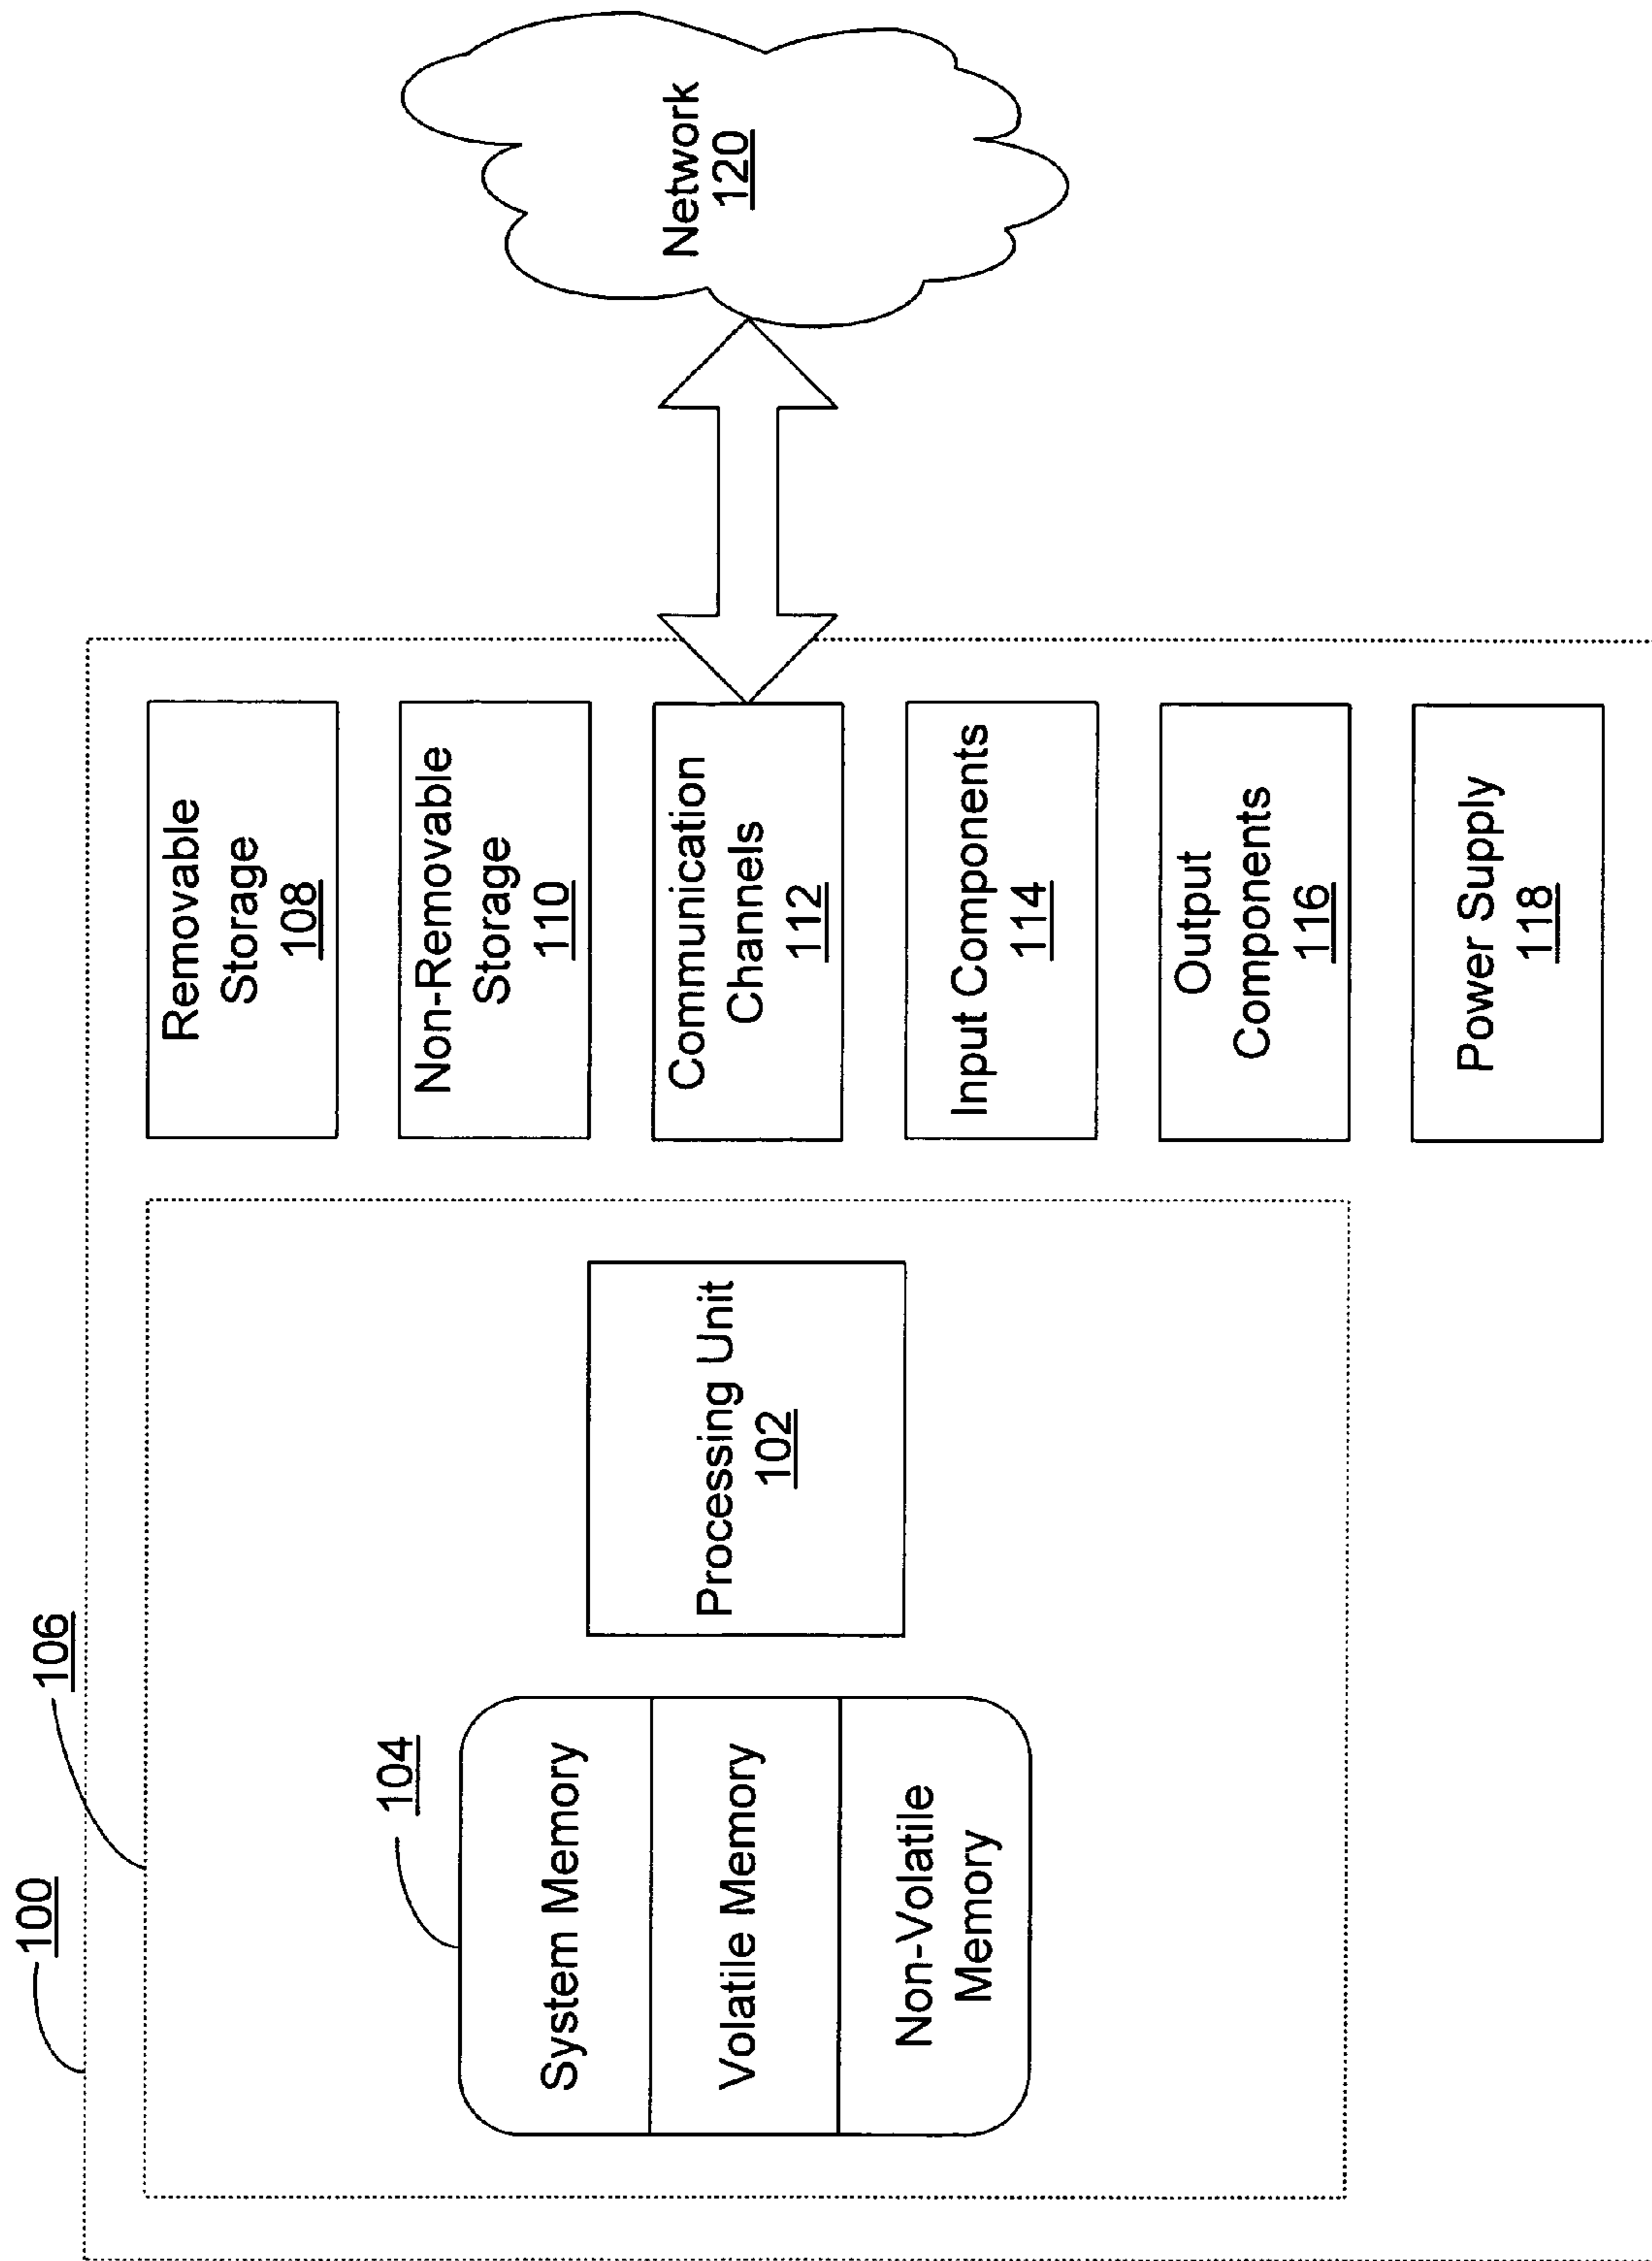 100
106
104
System Memory
Volatile Memory
Non-Volatile
Memory
Processing Unit
102
Removable
Storage
108
Non-Removable
Storage
110
Communication
Channels
112
Input Components
114
Output
Components
116
Power Supply
118
Network
120